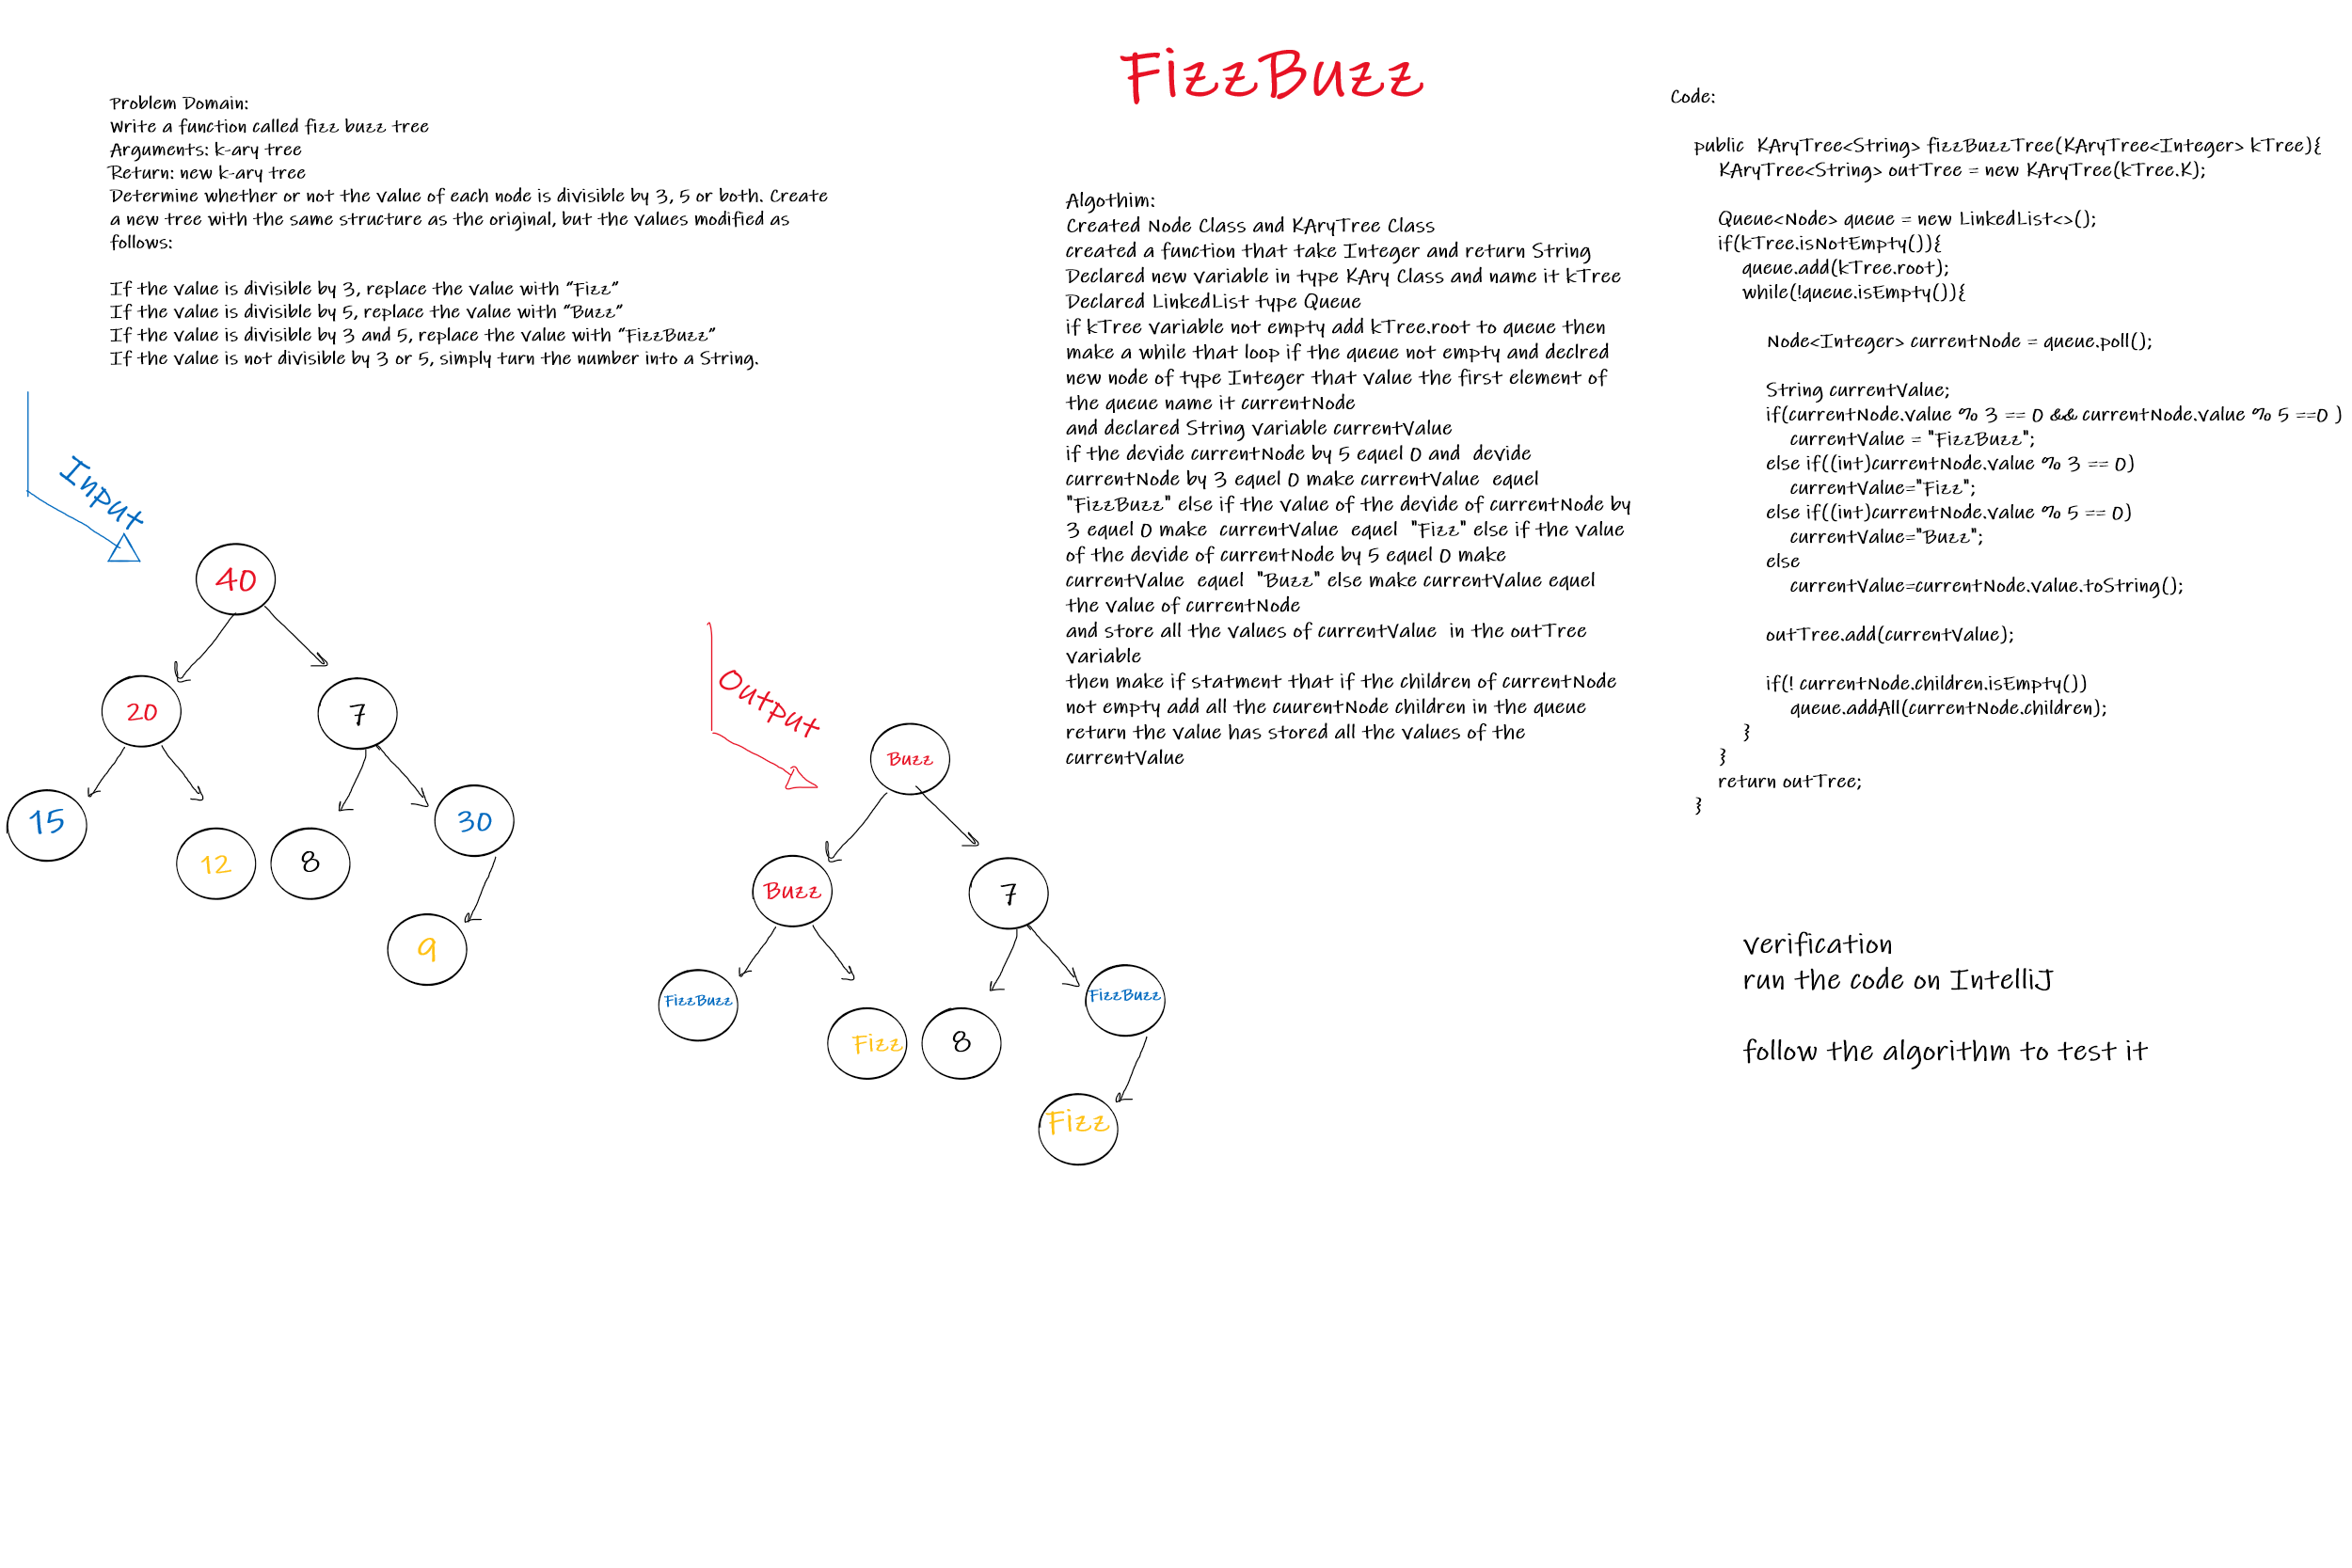 FizzBuzz
Problem Domain:
Write a function called fizz buzz tree
Arguments: k-ary tree
Return: new k-ary tree
Determine whether or not the value of each node is divisible by 3, 5 or both. Create
a new tree with the same structure as the original, but the values modified as
follows:
If the value is divisible by 3, replace the value with “Fizz”
If the value is divisible by 5, replace the value with “Buzz”
If the value is divisible by 3 and 5, replace the value with “FizzBuzz”
If the value is not divisible by 3 or 5, simply turn the number into a String.
Input
40
20
7
15
30
12
8
9
Output
Buzz
Buzz
7
FizzBuzz
FizzBuzz
Fizz
8
Fizz
Algothim:
Created Node Class and KAryTree Class
created a function that take Integer and return String
Declared new variable in type KAry Class and name it kTree
Declared LinkedList type Queue
if kTree variable not empty add kTree.root to queue then
make a while that loop if the queue not empty and declred
new node of type Integer that value the first element of
the queue name it currentNode
and declared String variable currentValue
if the devide currentNode by 5 equel 0 and  devide
currentNode by 3 equel 0 make currentValue  equel
"FizzBuzz" else if the value of the devide of currentNode by
3 equel 0 make  currentValue  equel  "Fizz" else if the value
of the devide of currentNode by 5 equel 0 make
currentValue  equel  "Buzz" else make currentValue equel
the value of currentNode
and store all the values of currentValue  in the outTree
variable
then make if statment that if the children of currentNode
not empty add all the cuurentNode children in the queue
return the value has stored all the values of the
currentValue
Code:
public  KAryTree<String> fizzBuzzTree(KAryTree<Integer> kTree){
KAryTree<String> outTree = new KAryTree(kTree.K);
Queue<Node> queue = new LinkedList<>();
if(kTree.isNotEmpty()){
queue.add(kTree.root);
while(!queue.isEmpty()){
Node<Integer> currentNode = queue.poll();
String currentValue;
if(currentNode.value % 3 == 0 && currentNode.value % 5 ==0 )
currentValue = "FizzBuzz";
else if((int)currentNode.value % 3 == 0)
currentValue="Fizz";
else if((int)currentNode.value % 5 == 0)
currentValue="Buzz";
else
currentValue=currentNode.value.toString();
outTree.add(currentValue);
if(! currentNode.children.isEmpty())
queue.addAll(currentNode.children);
}
}
return outTree;
}
verification
run the code on IntelliJ
follow the algorithm to test it